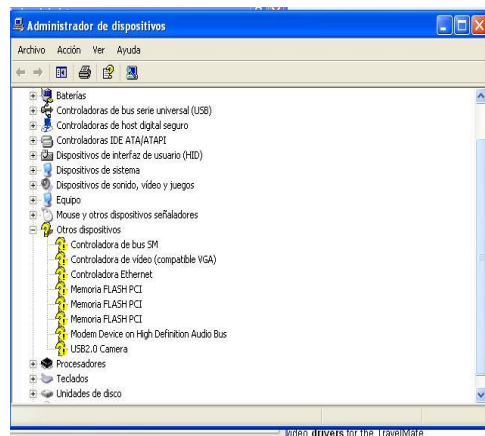 Administrador de dispositivos
Archivo Acción Ver Ayuda
Baterías
Controladoras de bus serie universal (USB)
Controladoras de host digital seguro
Controladoras IDE ATA/ATAPI
Dispositivos de interfaz de usuario (HID)
Dispositivos de sistema
Dispositivos de sonido, vídeo y juegos
Equipo
Mouse y otros dispositivos señaladores
Otros dispositivos
Controladora de bus SM
Controladora de vídeo (compatible VGA)
Controladora Ethernet
Memoria FLASH PCI
Memoria FLASH PCI
Memoria FLASH PCI
Modem Device on High Definition Audio Bus
USB2.0 Camera
Procesadores
Teclados
Unidades de disco
Video drivers for the TravelMate